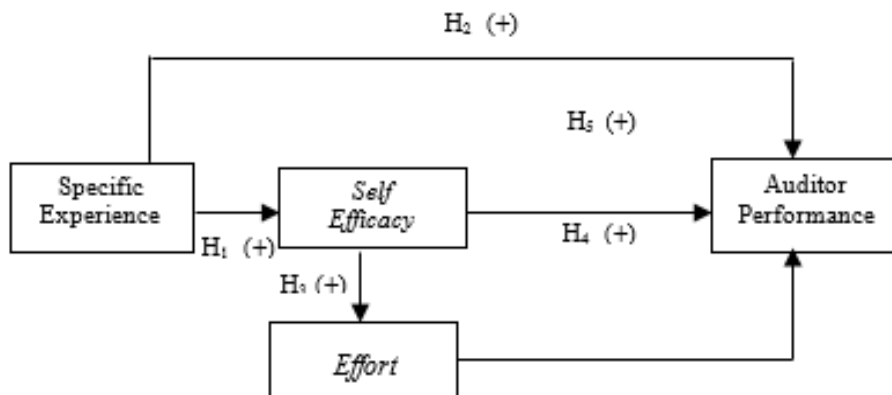 H₂ (+)
H₅ (+)
Specific
Experience
Self
Efficacy
Auditor
Performance
H₁ (+)
H₄ (+)
H₃ (+)
Effort